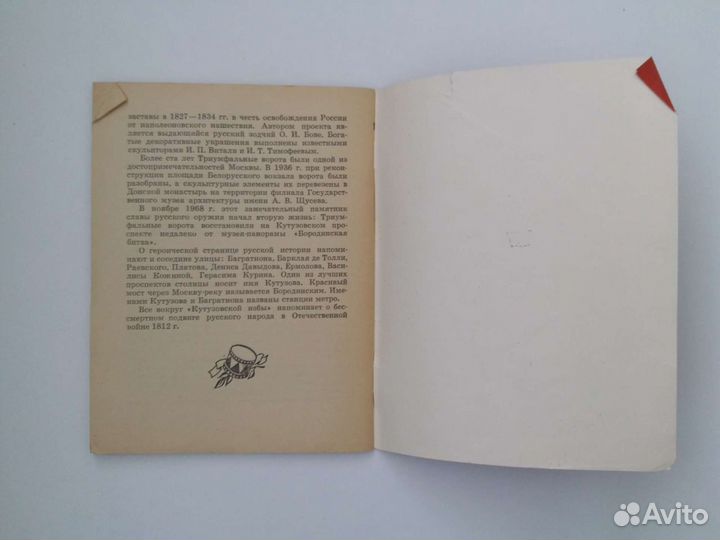 заставы в 1827—1834 гг. в честь освобождения России
от наполеоновского нашествия. Автором проекта яв-
ляется выдающийся русский зодчий О. И. Бове. Бога-
тые декоративные украшения выполнены известными
скульпторами И. П. Витали и И. Т. Тимофеевым.
Более ста лет Триумфальные ворота были одной из
достопримечательностей Москвы. В 1936 г. при рекон-
струкции площади Белорусского вокзала ворота были
разобраны, а скульптурные элементы их перевезены в
Донской монастырь на территории филиала Государст-
венного музея архитектуры имени А. В. Щусева.
В ноябре 1968 г. этот замечательный памятник
славы русского оружия начал вторую жизнь: Триум-
фальные ворота восстановили на Кутузовском про-
спекте недалеко от музея-панорамы «Бородинская
битва».
О героической странице русской истории напоми-
нают и соседние улицы: Багратиона, Барклая де Толли,
Раевского, Платова, Дениса Давыдова, Ермолова, Васи-
лисы Кожиной, Герасима Курина. Один из лучших
проспектов столицы носит имя Кутузова. Красивый
мост через Москву-реку называется Бородинским. Име-
нами Кутузова и Багратиона названы станции метро.
Все вокруг «Кутузовской избы» напоминает о бес-
смертном подвиге русского народа в Отечественной
войне 1812 г.
Avito